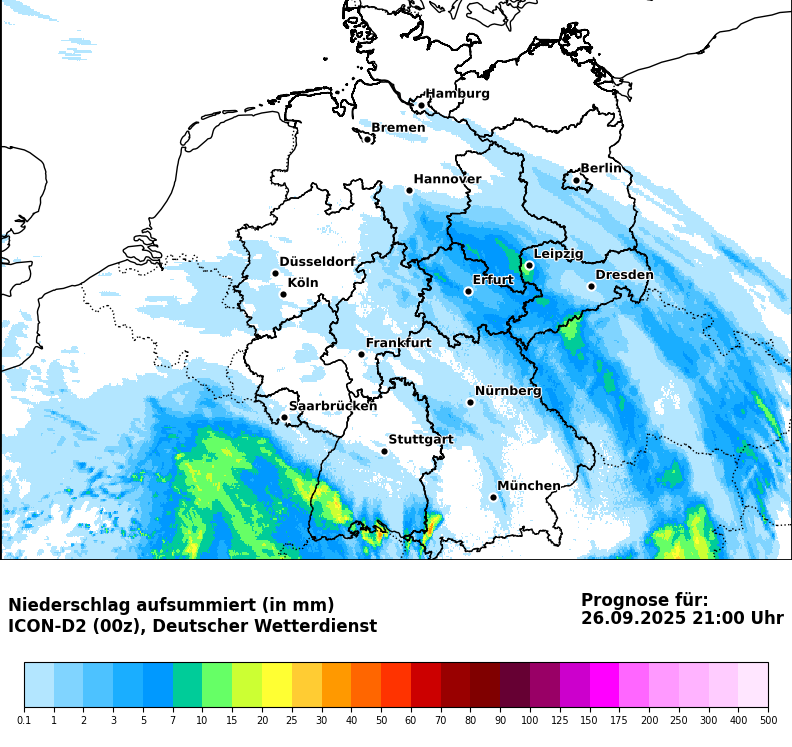 Hamburg
Bremen
Berlin
Hannover
Leipzig
Düsseldorf
Dresden
Erfurt
Köln
Frankfurt
Nürnberg
Saarbrücken
Stuttgart
München
Niederschlag aufsummiert (in mm)
ICON-D2 (00z), Deutscher Wetterdienst
Prognose für:
26.09.2025 21:00 Uhr
0.1 1 2 3 5 7 10 15 20 25 30 40 50 60 70 80 90 100 125 150 175 200 250 300 400 500